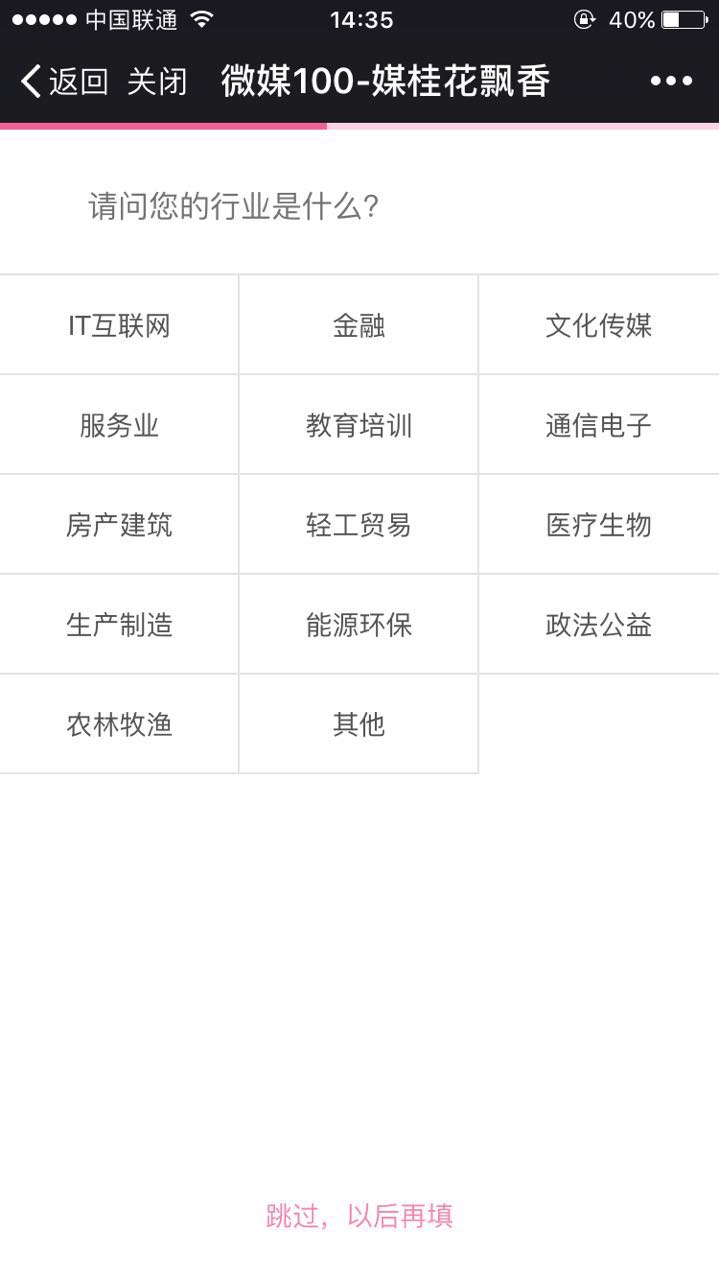 中国联通 14:35 40%
返回 关闭 微媒100-媒桂花飘香
请问您的行业是什么?
IT互联网 金融 文化传媒
服务业 教育培训 通信电子
房产建筑 轻工贸易 医疗生物
生产制造 能源环保 政法公益
农林牧渔 其他
跳过，以后再填